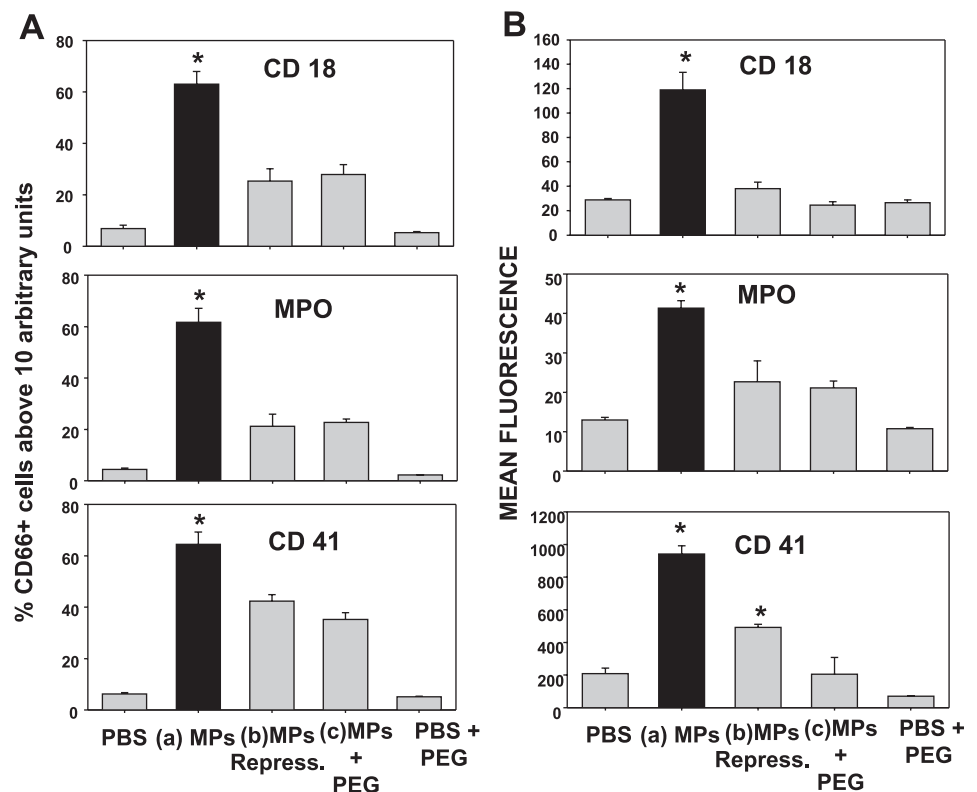 A
80
60
40
20
0
*
CD 18
80
60
40
20
0
*
MPO
80
60
40
20
0
*
CD 41
% CD66+ cells above 10 arbitrary units
PBS (a) MPs (b)MPs (c)MPs PBS +
Repress. + PEG
PEG
B
160
140
120
100
80
60
40
20
0
*
CD 18
50
40
30
20
10
0
*
MPO
1200
1000
800
600
400
200
0
*
*
CD 41
MEAN FLUORESCENCE
PBS (a) MPs (b)MPs (c)MPs PBS +
Repress. + PEG
PEG